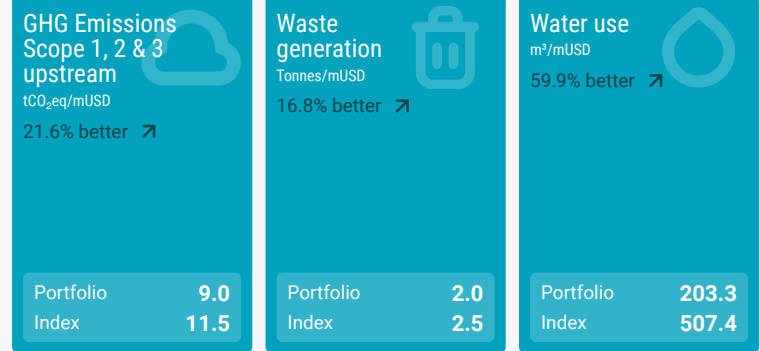 GHG Emissions
Scope 1, 2 & 3
upstream
tCO₂eq/mUSD
21.6% better
Portfolio 9.0
Index 11.5
Waste
generation
Tonnes/mUSD
16.8% better
Portfolio 2.0
Index 2.5
Water use
m³/mUSD
59.9% better
Portfolio 203.3
Index 507.4